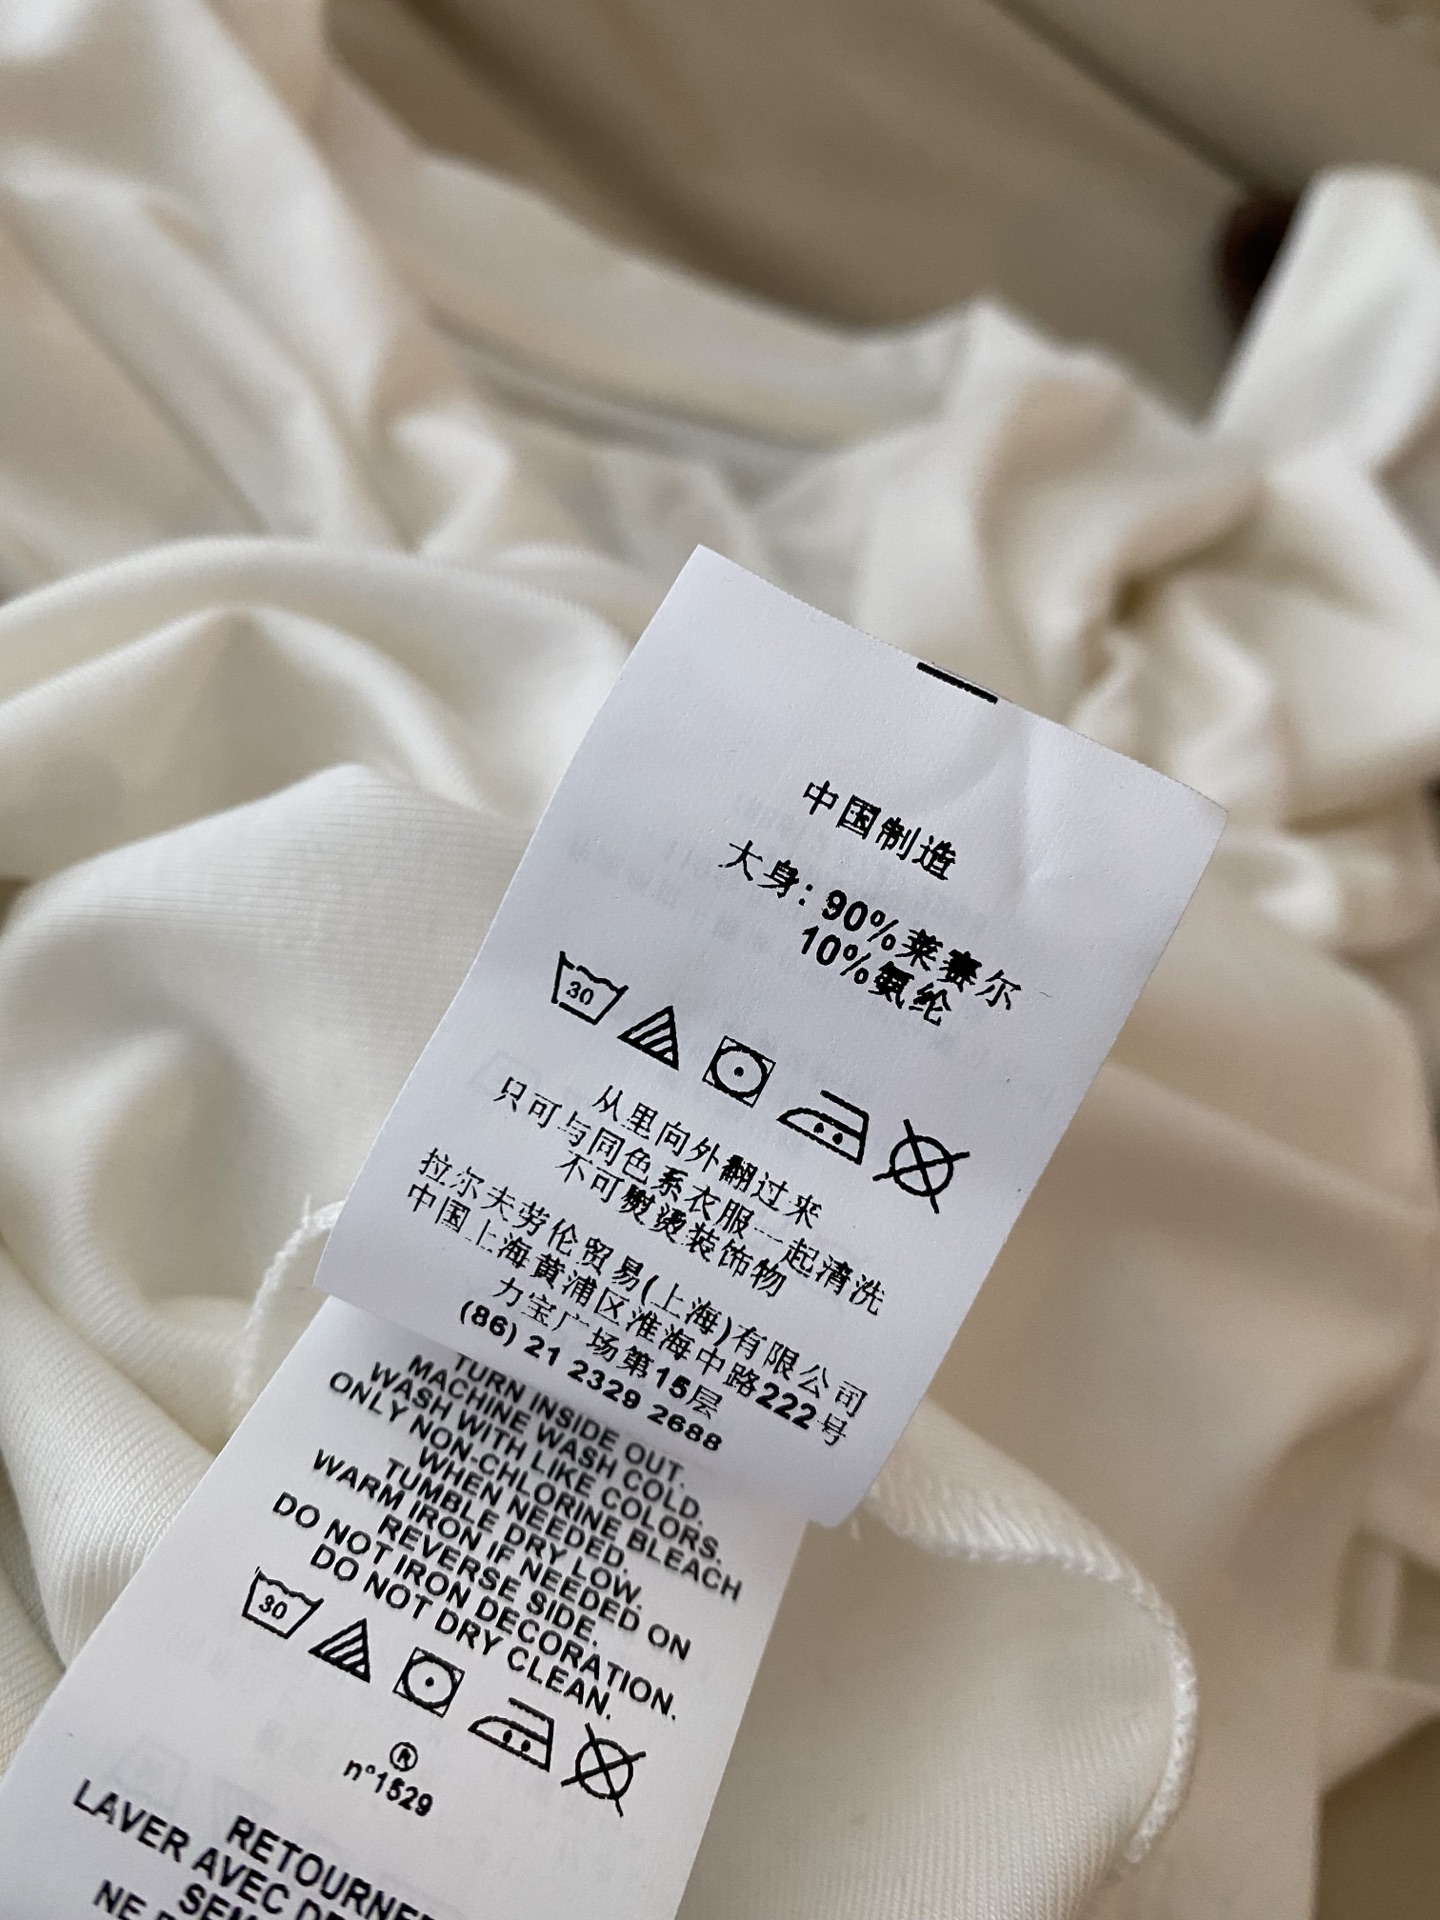 中国制造
大身: 90%莱赛尔
10%氨纶
30
从里向外翻过来
只可与同色系衣服一起清洗
不可熨烫装饰物
拉尔夫劳伦贸易(上海)有限公司
中国上海黄浦区淮海中路222号
力宝广场第15层
(86) 21 2329 2688
TURN INSIDE OUT.
MACHINE WASH COLD.
WASH WITH LIKE COLORS.
ONLY NON-CHLORINE BLEACH
WHEN NEEDED.
TUMBLE DRY LOW.
WARM IRON IF NEEDED ON
REVERSE SIDE.
DO NOT IRON DECORATION.
DO NOT DRY CLEAN.
30
®
n°1529
RETOURNE
LAVER AVEC DE
SEM
NE